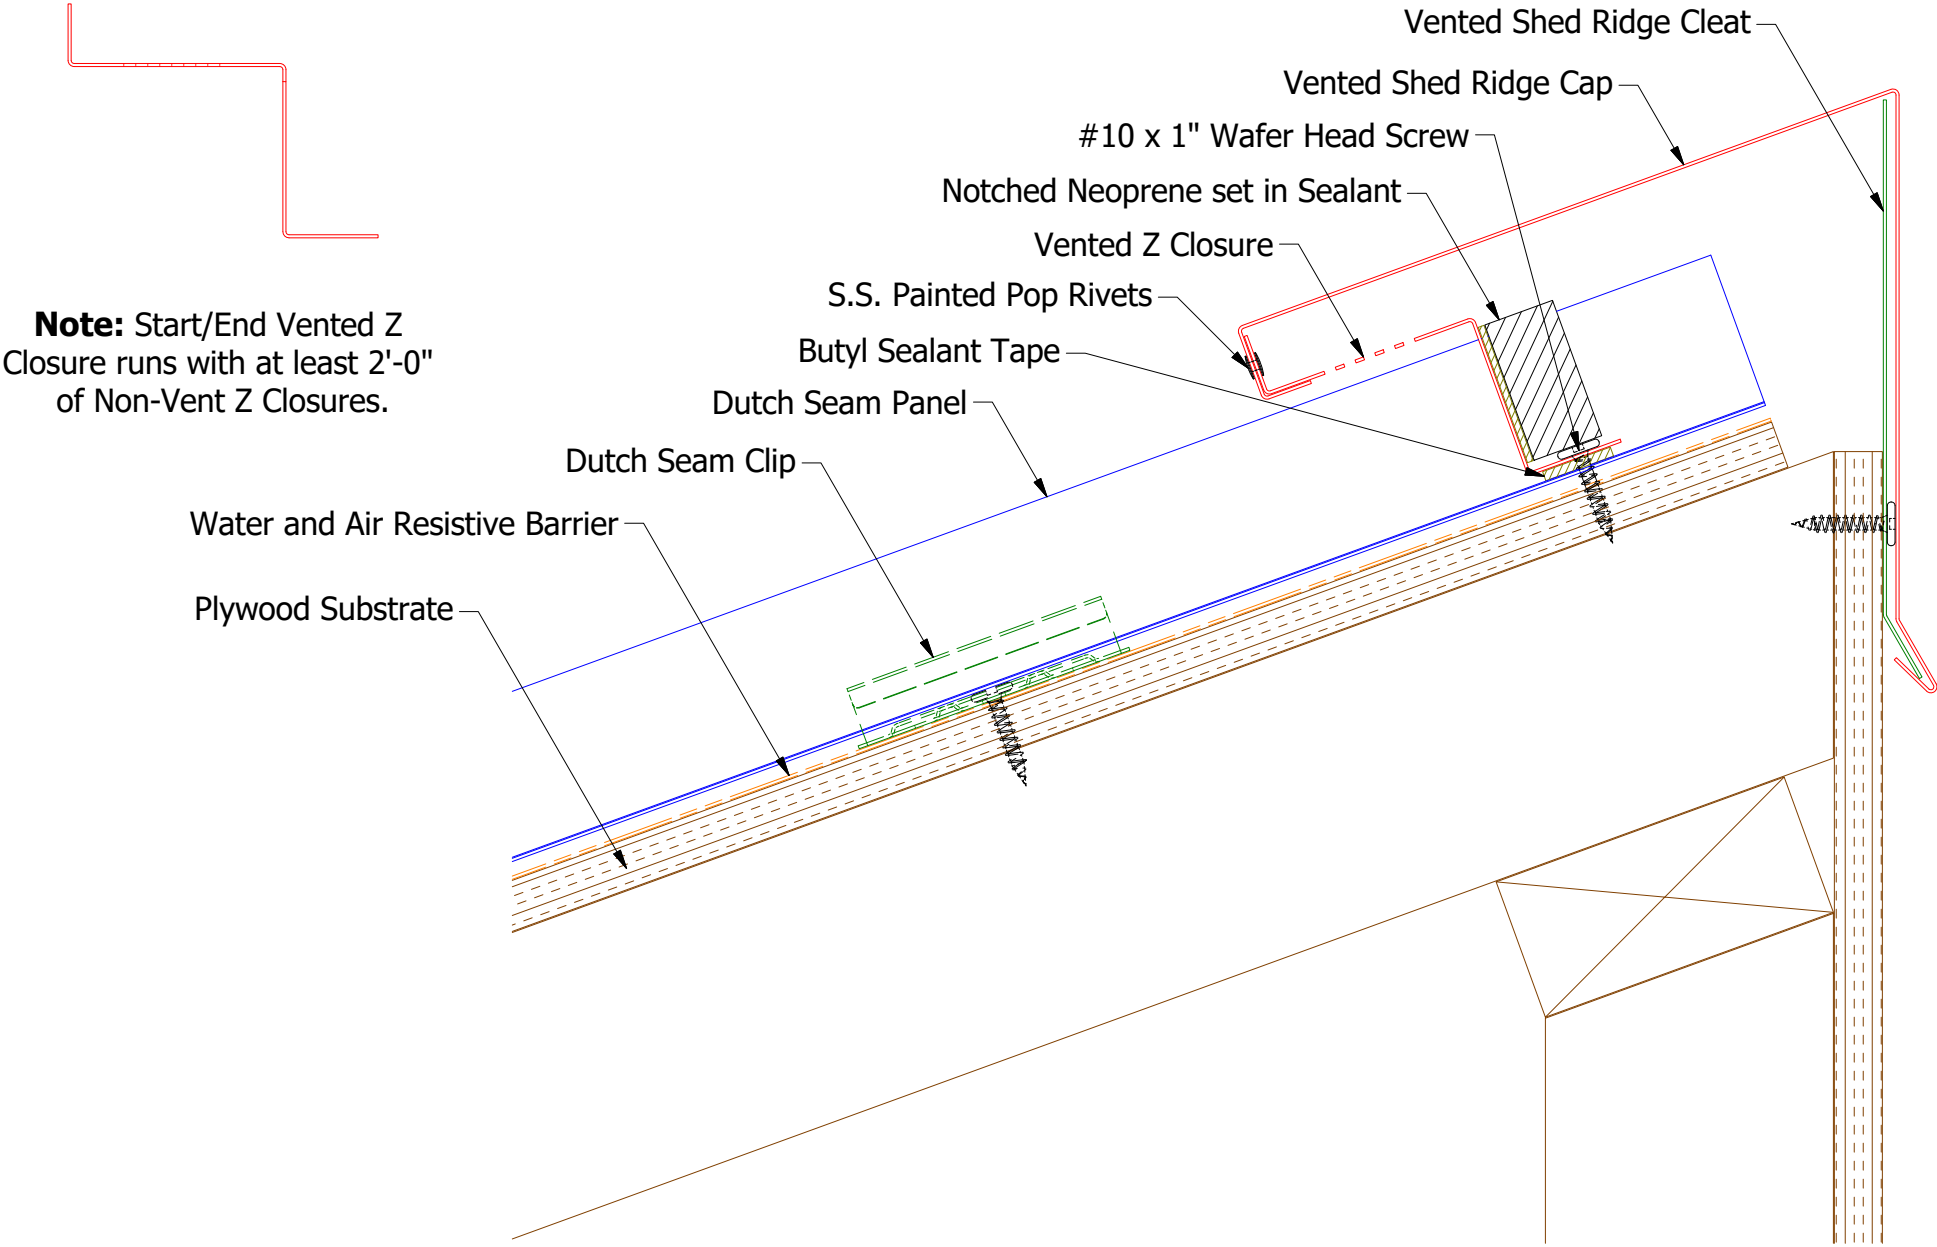 Vented Shed Ridge Cleat
Vented Shed Ridge Cap
#10 x 1" Wafer Head Screw
Notched Neoprene set in Sealant
Vented Z Closure
S.S. Painted Pop Rivets
Butyl Sealant Tape
Dutch Seam Panel
Dutch Seam Clip
Water and Air Resistive Barrier
Plywood Substrate
Note: Start/End Vented Z
Closure runs with at least 2'-0"
of Non-Vent Z Closures.